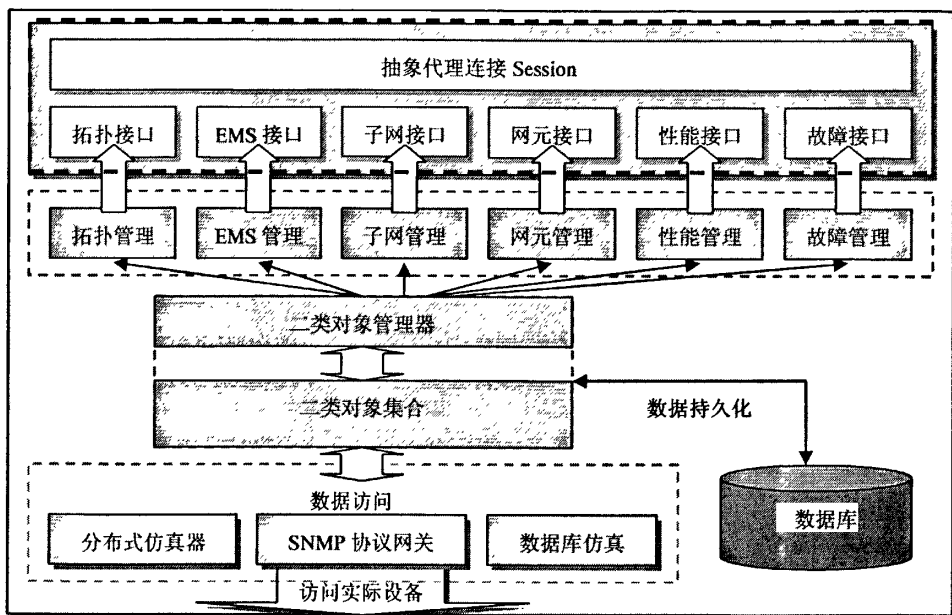 抽象代理连接 Session
拓扑接口
EMS 接口
子网接口
网元接口
性能接口
故障接口
拓扑管理
EMS 管理
子网管理
网元管理
性能管理
故障管理
二类对象管理器
二类对象集合
数据持久化
数据访问
数据库
分布式仿真器
SNMP 协议网关
数据库仿真
访问实际设备